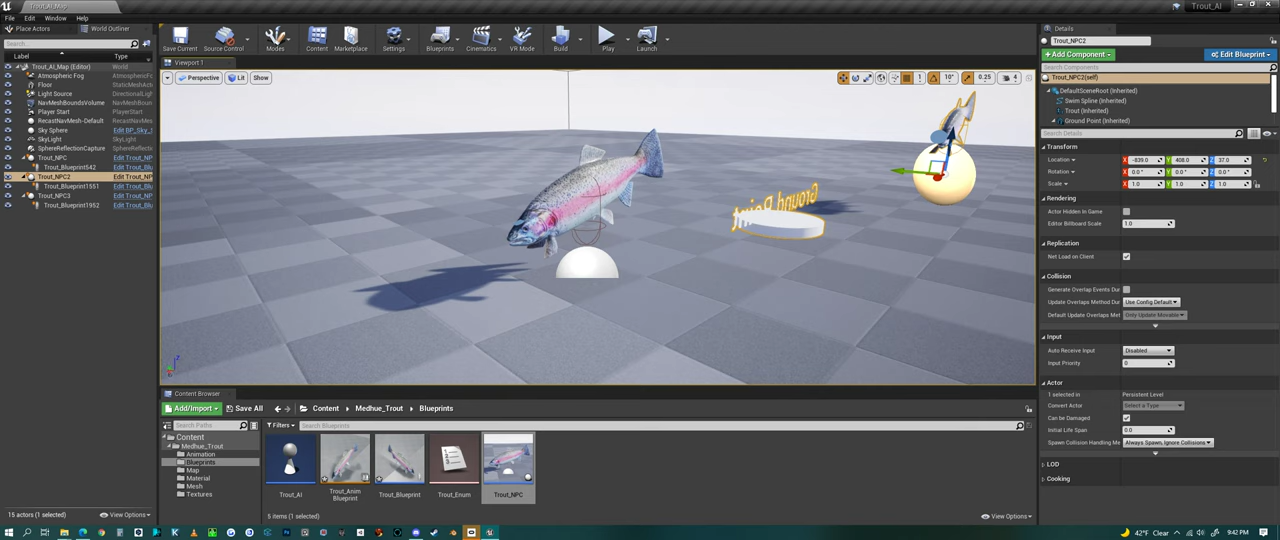 Trout_AI_Map
Trout_AI
File Edit Window Help
Place Actors World Outliner
Search...
Label Type
Trout_AI_Map (Editor) World
Atmospheric Fog AtmosphericFo
Floor StaticMeshActo
Light Source DirectionalLigh
NavMeshBoundsVolume NavMeshBound
Player Start PlayerStart
RecastNavMesh-Default RecastNavMesh
Sky Sphere Edit BP_Sky_S
SkyLight SkyLight
SphereReflectionCapture SphereReflectio
Trout_NPC Edit Trout_NP
Trout_Blueprint542 Edit Trout_Blu
Trout_NPC2 Edit Trout_NP
Trout_Blueprint1551 Edit Trout_Blu
Trout_NPC3 Edit Trout_NP
Trout_Blueprint1952 Edit Trout_Blu
15 actors (1 selected) View Options
Save Current Source Control Modes Content Marketplace Settings Blueprints Cinematics VR Mode Build Play Launch
Viewport 1
Perspective Lit Show
1 10° 0.25 4
Ground Point
Content Browser
Add/Import Save All Content Medhue_Trout Blueprints
Search Paths
Filters Search Blueprints
Content
Medhue_Trout
Animation
Blueprints
Map
Material
Mesh
Textures
Trout_AI
Trout_Anim
Blueprint
Trout_Blueprint
Trout_Enum
Trout_NPC
5 items (1 selected) View Options
Details
Trout_NPC2
Add Component Edit Blueprint
Search Components
Trout_NPC2(self)
DefaultSceneRoot (Inherited)
Swim Spline (Inherited)
Trout (Inherited)
Ground Point (Inherited)
Search Details
Transform
Location X -839.0 Y 408.0 Z 37.0
Rotation X 0.0° Y 0.0° Z 0.0°
Scale X 1.0 Y 1.0 Z 1.0
Rendering
Actor Hidden In Game
Editor Billboard Scale 1.0
Replication
Net Load on Client
Collision
Generate Overlap Events Dur
Update Overlaps Method Dur Use Config Default
Default Update Overlaps Met Only Update Movable
Input
Auto Receive Input Disabled
Input Priority 0
Actor
1 selected in Persistent Level
Convert Actor Select a Type
Can be Damaged
Initial Life Span 0.0
Spawn Collision Handling Me Always Spawn, Ignore Collisions
LOD
Cooking
42°F Clear 9:42 PM